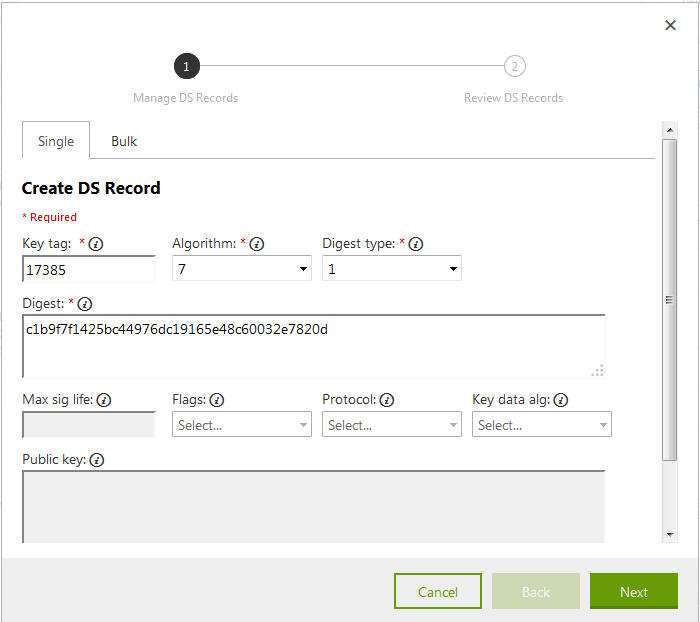 1
2
Manage DS Records
Review DS Records
Single
Bulk
Create DS Record
* Required
Key tag: *
Algorithm: *
Digest type: *
17385
7
1
Digest: *
c1b9f7f1425bc44976dc19165e48c60032e7820d
Max sig life:
Flags:
Protocol:
Key data alg:
Select...
Select...
Select...
Public key:
Cancel
Back
Next